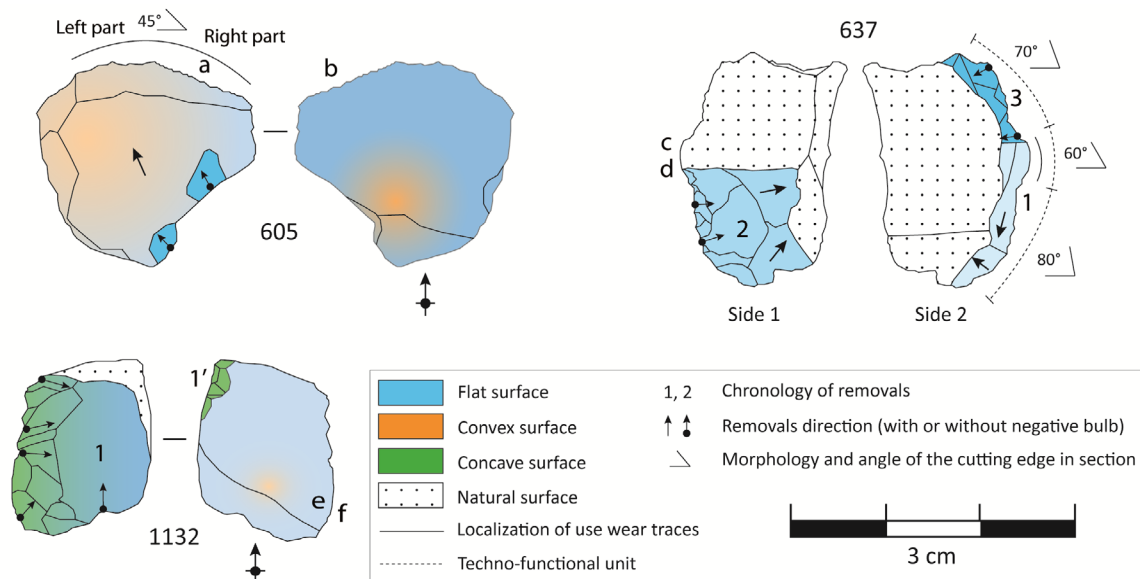 Left part
45°
Right part
a
b
605
637
c
d
2
Side 1
3
1
Side 2
70°
60°
80°
1
1132
1'
e
f
Flat surface
Convex surface
Concave surface
Natural surface
Localization of use wear traces
Techno-functional unit
1, 2
Chronology of removals
Removals direction (with or without negative bulb)
Morphology and angle of the cutting edge in section
3 cm